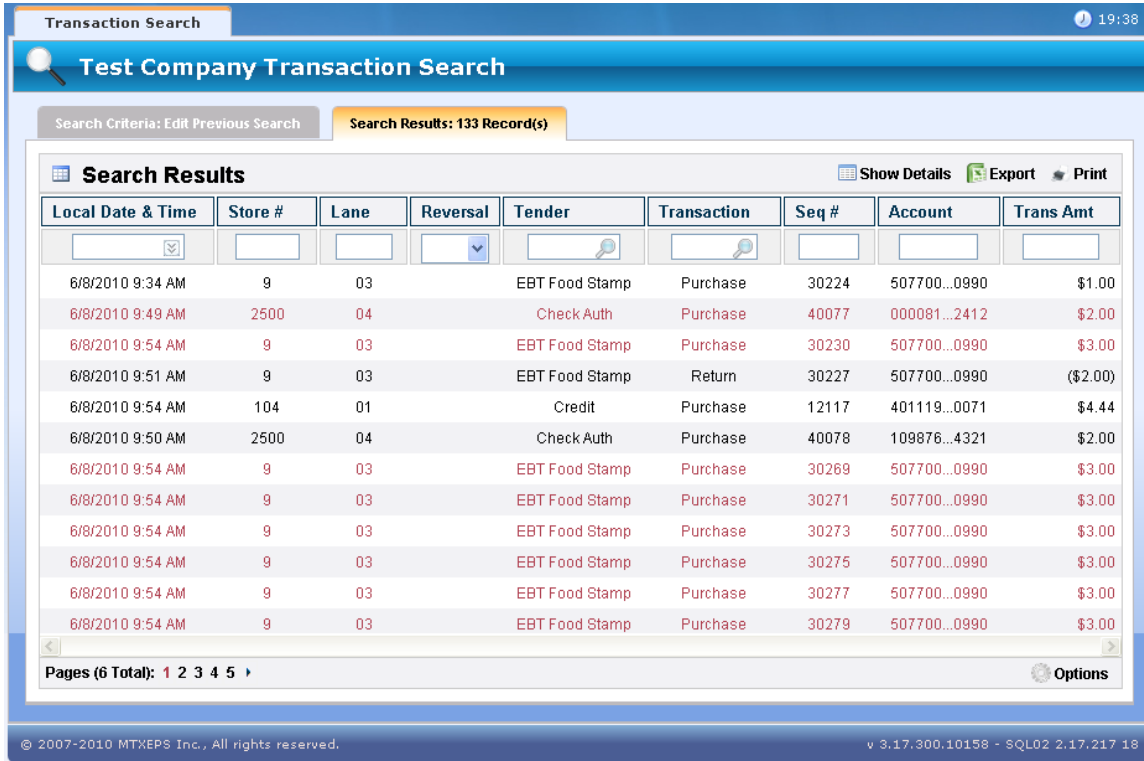 Transaction Search
19:38
Test Company Transaction Search
Search Criteria: Edit Previous Search
Search Results: 133 Record(s)
Search Results
Show Details
Export
Print
Local Date & Time Store # Lane Reversal Tender Transaction Seq # Account Trans Amt
6/8/2010 9:34 AM 9 03 EBT Food Stamp Purchase 30224 507700...0990 $1.00
6/8/2010 9:49 AM 2500 04 Check Auth Purchase 40077 000081...2412 $2.00
6/8/2010 9:54 AM 9 03 EBT Food Stamp Purchase 30230 507700...0990 $3.00
6/8/2010 9:51 AM 9 03 EBT Food Stamp Return 30227 507700...0990 ($2.00)
6/8/2010 9:54 AM 104 01 Credit Purchase 12117 401119...0071 $4.44
6/8/2010 9:50 AM 2500 04 Check Auth Purchase 40078 109876...4321 $2.00
6/8/2010 9:54 AM 9 03 EBT Food Stamp Purchase 30269 507700...0990 $3.00
6/8/2010 9:54 AM 9 03 EBT Food Stamp Purchase 30271 507700...0990 $3.00
6/8/2010 9:54 AM 9 03 EBT Food Stamp Purchase 30273 507700...0990 $3.00
6/8/2010 9:54 AM 9 03 EBT Food Stamp Purchase 30275 507700...0990 $3.00
6/8/2010 9:54 AM 9 03 EBT Food Stamp Purchase 30277 507700...0990 $3.00
6/8/2010 9:54 AM 9 03 EBT Food Stamp Purchase 30279 507700...0990 $3.00
Pages (6 Total): 1 2 3 4 5
Options
© 2007-2010 MTXEPS Inc., All rights reserved.
v 3.17.300.10158 - SQL02 2.17.217 18